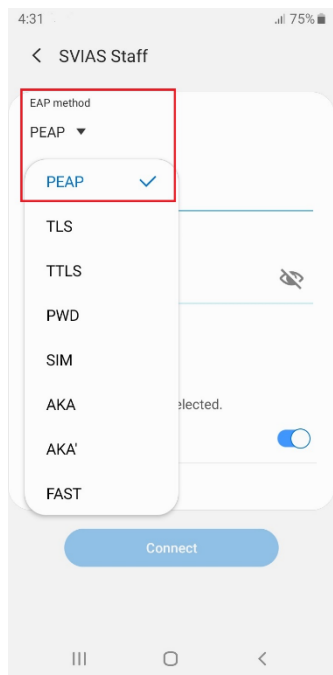 4:31
75%
SVIAS Staff
EAP method
PEAP
PEAP
TLS
TTLS
PWD
SIM
AKA
elected.
AKA'
FAST
Connect